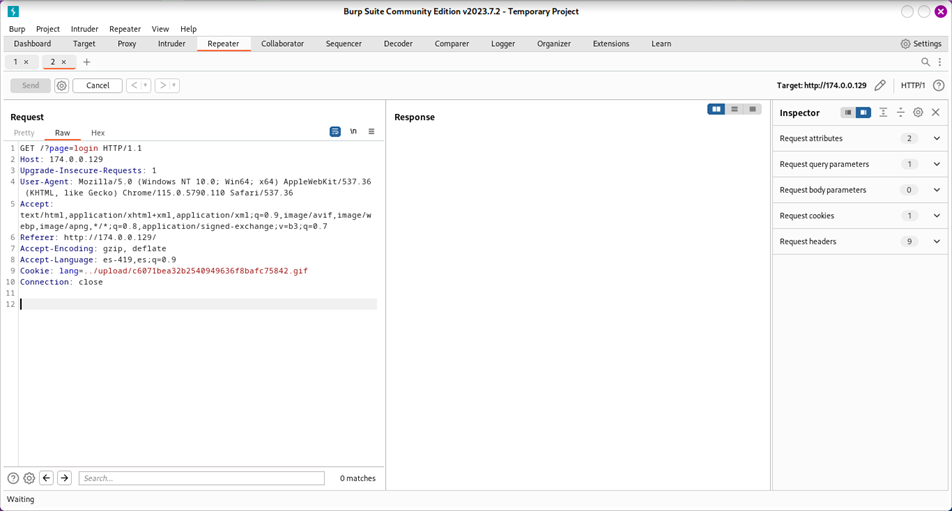 Burp Suite Community Edition v2023.7.2 - Temporary Project
Burp Project Intruder Repeater View Help
Dashboard Target Proxy Intruder Repeater Collaborator Sequencer Decoder Comparer Logger Organizer Extensions Learn Settings
1 × 2 × +
Send Cancel < > Target: http://174.0.0.129 HTTP/1
Request
Pretty Raw Hex \n
1 GET /?page=login HTTP/1.1
2 Host: 174.0.0.129
3 Upgrade-Insecure-Requests: 1
4 User-Agent: Mozilla/5.0 (Windows NT 10.0; Win64; x64) AppleWebKit/537.36
(KHTML, like Gecko) Chrome/115.0.5790.110 Safari/537.36
5 Accept:
text/html,application/xhtml+xml,application/xml;q=0.9,image/avif,image/w
ebp,image/apng,*/*;q=0.8,application/signed-exchange;v=b3;q=0.7
6 Referer: http://174.0.0.129/
7 Accept-Encoding: gzip, deflate
8 Accept-Language: es-419,es;q=0.9
9 Cookie: lang=../upload/c6071bea32b2540949636f8bafc75842.gif
10 Connection: close
11
12
Search... 0 matches
Response
Inspector
Request attributes 2
Request query parameters 1
Request body parameters 0
Request cookies 1
Request headers 9
Waiting